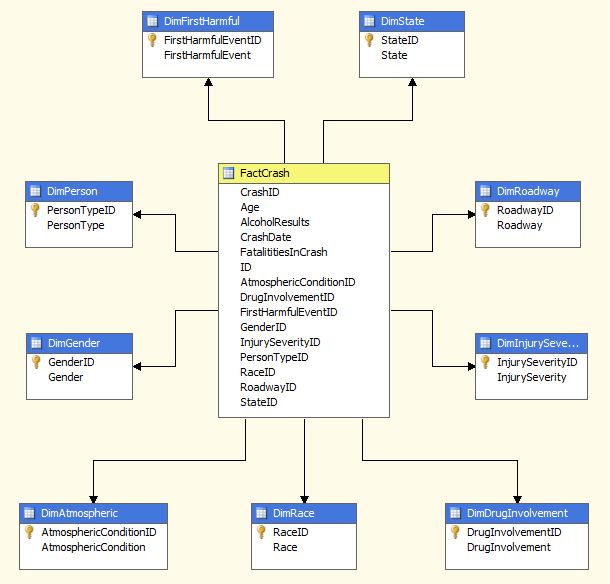 DimFirstHarmful
FirstHarmfulEventID
FirstHarmfulEvent
DimState
StateID
State
FactCrash
CrashID
Age
AlcoholResults
CrashDate
FatalititiesInCrash
ID
AtmosphericConditionID
DrugInvolvementID
FirstHarmfulEventID
GenderID
InjurySeverityID
PersonTypeID
RaceID
RoadwayID
StateID
DimPerson
PersonTypeID
PersonType
DimRoadway
RoadwayID
Roadway
DimGender
GenderID
Gender
DimInjurySeve...
InjurySeverityID
InjurySeverity
DimAtmospheric
AtmosphericConditionID
AtmosphericCondition
DimRace
RaceID
Race
DimDrugInvolvement
DrugInvolvementID
DrugInvolvement